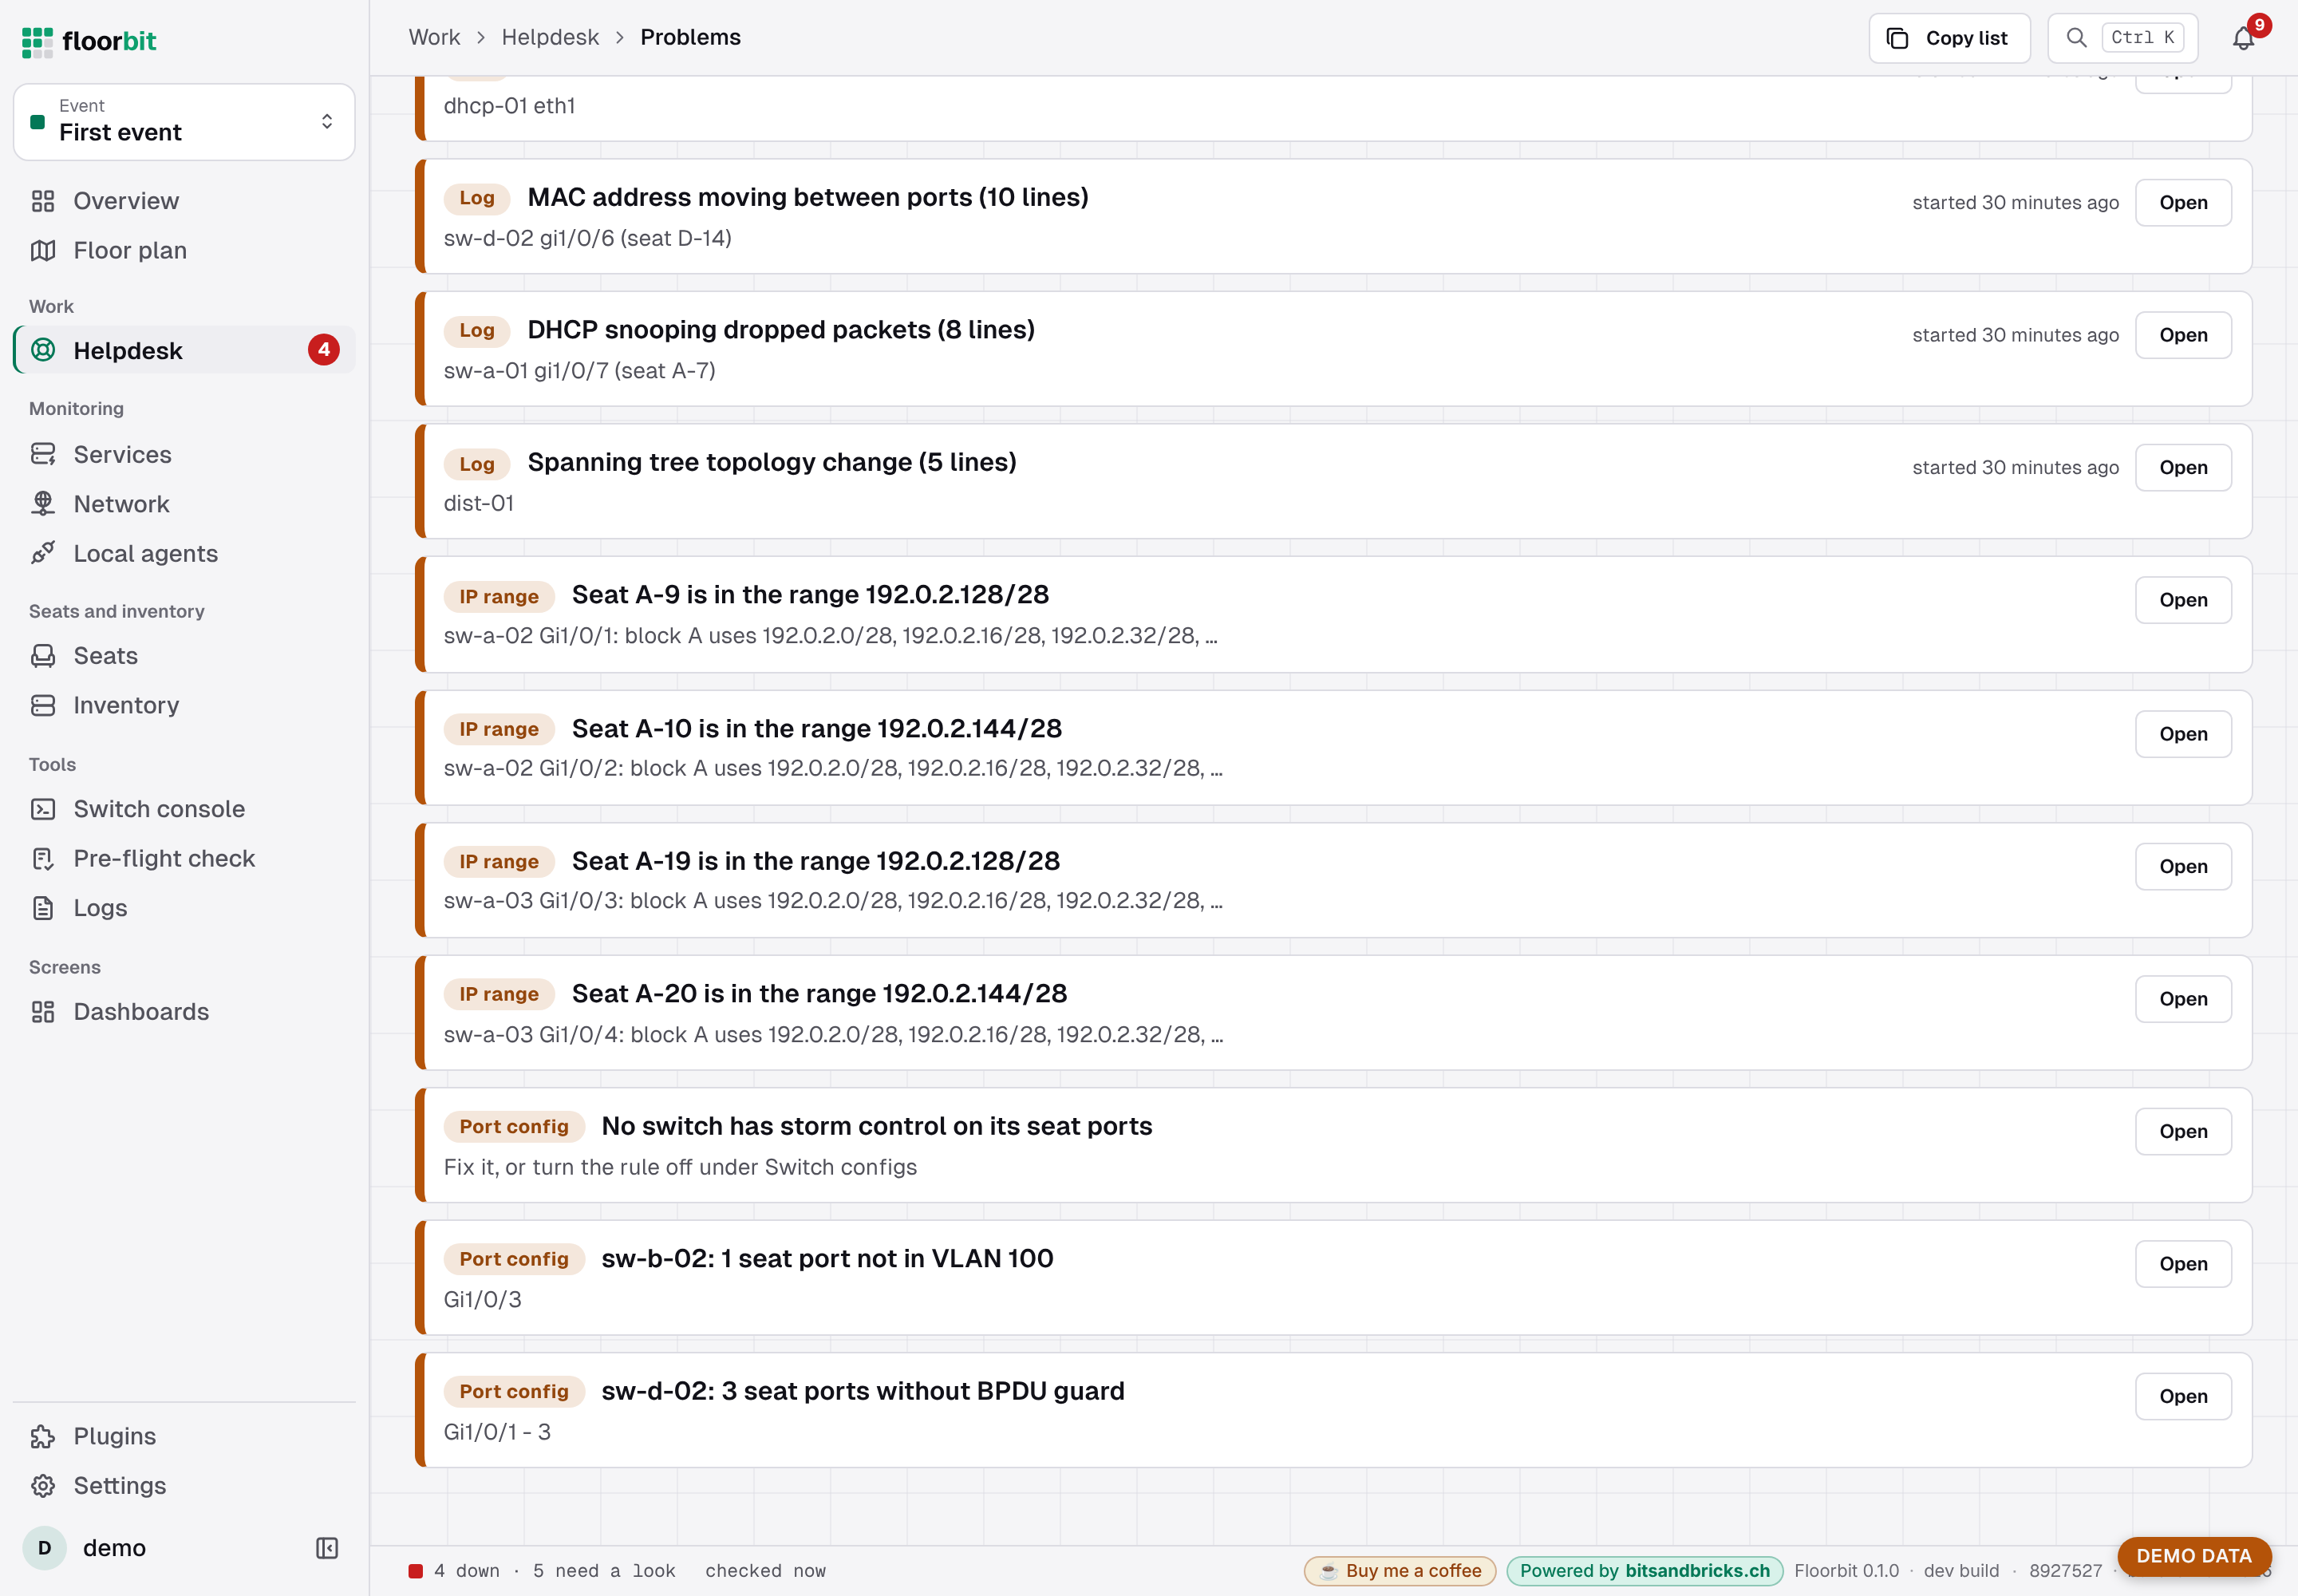 floorbit
Work > Helpdesk > Problems
Copy list
Ctrl K
9
Event
First event
Overview
Floor plan
Work
Helpdesk
4
Monitoring
Services
Network
Local agents
Seats and inventory
Seats
Inventory
Tools
Switch console
Pre-flight check
Logs
Screens
Dashboards
Plugins
Settings
D
demo
dhcp-01 eth1
Log MAC address moving between ports (10 lines)
started 30 minutes ago
Open
sw-d-02 gi1/0/6 (seat D-14)
Log DHCP snooping dropped packets (8 lines)
started 30 minutes ago
Open
sw-a-01 gi1/0/7 (seat A-7)
Log Spanning tree topology change (5 lines)
started 30 minutes ago
Open
dist-01
IP range Seat A-9 is in the range 192.0.2.128/28
Open
sw-a-02 Gi1/0/1: block A uses 192.0.2.0/28, 192.0.2.16/28, 192.0.2.32/28, ...
IP range Seat A-10 is in the range 192.0.2.144/28
Open
sw-a-02 Gi1/0/2: block A uses 192.0.2.0/28, 192.0.2.16/28, 192.0.2.32/28, ...
IP range Seat A-19 is in the range 192.0.2.128/28
Open
sw-a-03 Gi1/0/3: block A uses 192.0.2.0/28, 192.0.2.16/28, 192.0.2.32/28, ...
IP range Seat A-20 is in the range 192.0.2.144/28
Open
sw-a-03 Gi1/0/4: block A uses 192.0.2.0/28, 192.0.2.16/28, 192.0.2.32/28, ...
Port config No switch has storm control on its seat ports
Open
Fix it, or turn the rule off under Switch configs
Port config sw-b-02: 1 seat port not in VLAN 100
Open
Gi1/0/3
Port config sw-d-02: 3 seat ports without BPDU guard
Open
Gi1/0/1 - 3
4 down · 5 need a look checked now
Buy me a coffee
Powered by bitsandbricks.ch
Floorbit 0.1.0 · dev build · 8927527 ·
DEMO DATA